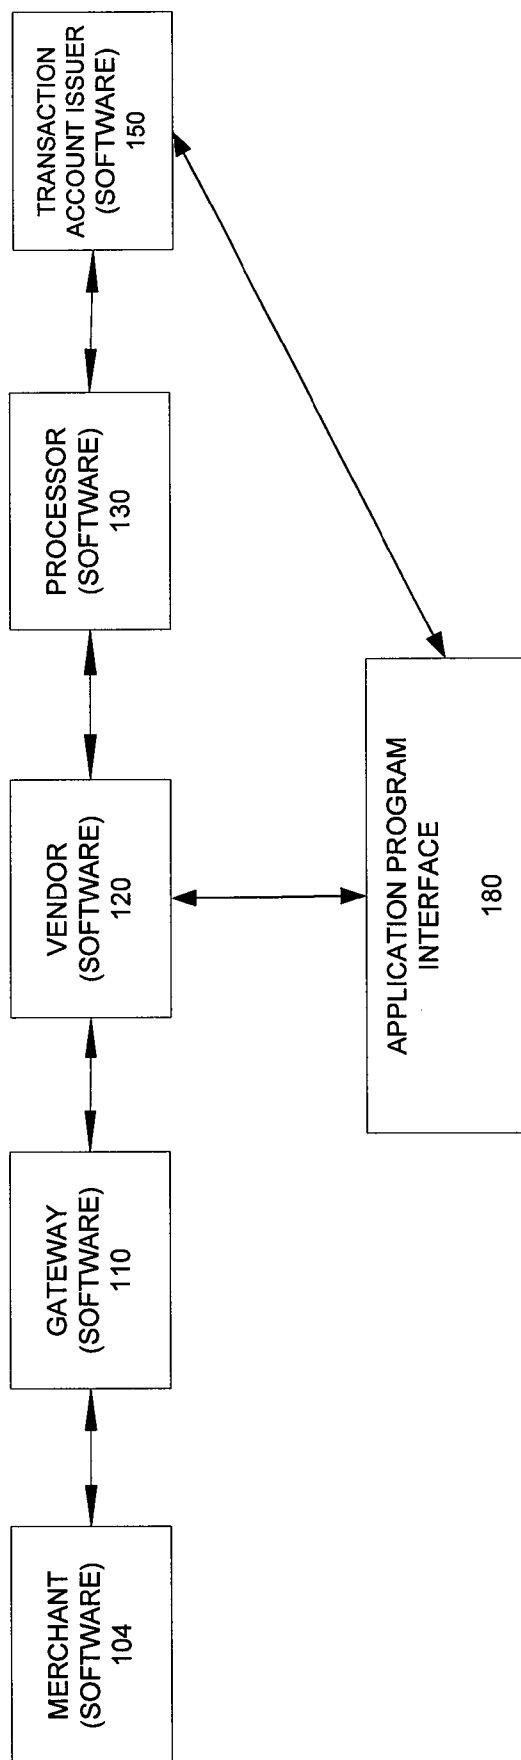 MERCHANT
(SOFTWARE)
104
GATEWAY
(SOFTWARE)
110
VENDOR
(SOFTWARE)
120
PROCESSOR
(SOFTWARE)
130
TRANSACTION
ACCOUNT ISSUER
(SOFTWARE)
150
APPLICATION PROGRAM
INTERFACE
180